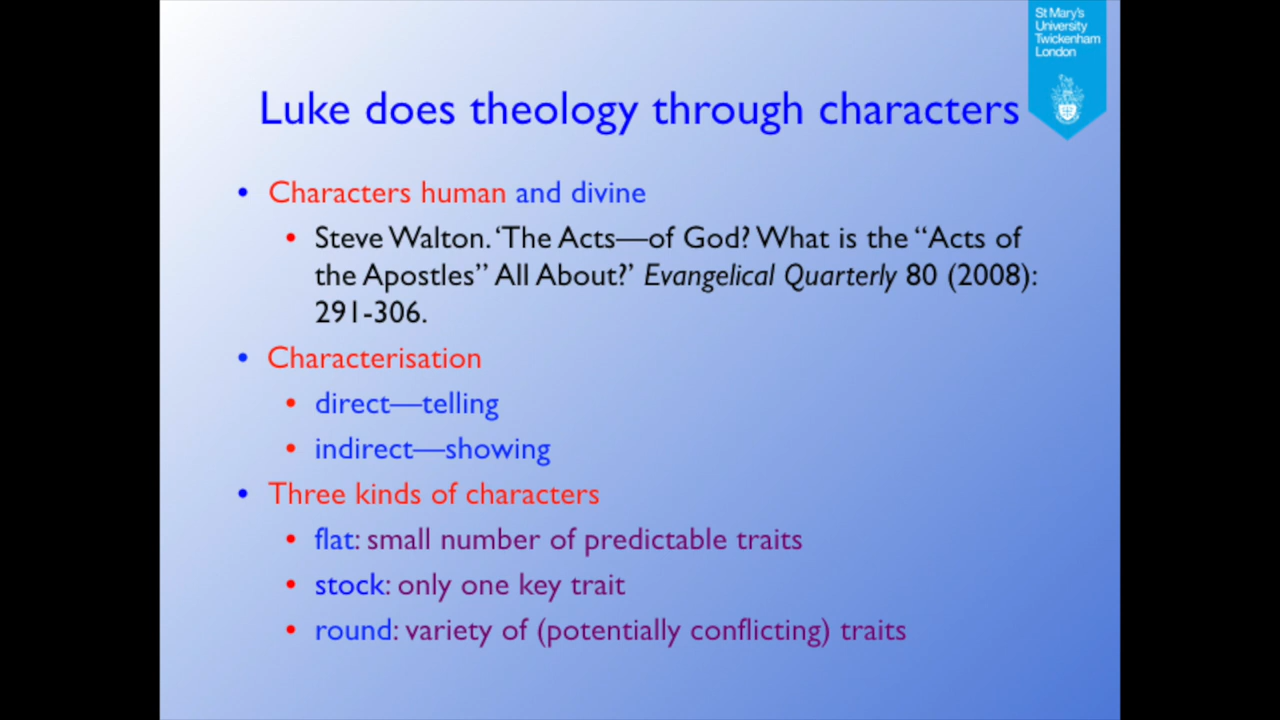 St Mary's
University
Twickenham
London
Luke does theology through characters
• Characters human and divine
• Steve Walton. ‘The Acts—of God? What is the “Acts of
the Apostles” All About?’ Evangelical Quarterly 80 (2008):
291-306.
• Characterisation
• direct—telling
• indirect—showing
• Three kinds of characters
• flat: small number of predictable traits
• stock: only one key trait
• round: variety of (potentially conflicting) traits